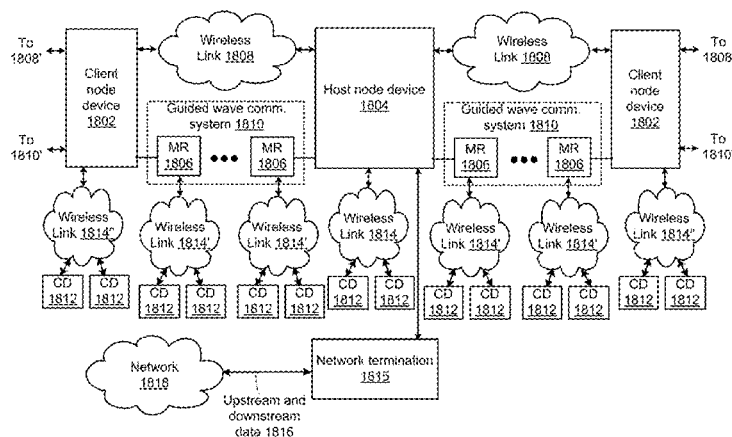 To
1808'
Client
node
device
1802
Wireless
Link 1808
Host node device
1804
Wireless
Link 1808
Client
node
device
1802
To
1808
To
1810'
Guided wave comm.
system 1810
MR
1806
MR
1806
Guided wave comm.
system 1810
MR
1806
MR
1806
To
1810
Wireless
Link 1814"
Wireless
Link 1814'
Wireless
Link 1814'
Wireless
Link 1814
Wireless
Link 1814'
Wireless
Link 1814'
Wireless
Link 1814"
CD
1812
CD
1812
CD
1812
CD
1812
CD
1812
CD
1812
CD
1812
CD
1812
CD
1812
CD
1812
CD
1812
CD
1812
CD
1812
CD
1812
Network
1818
Network termination
1815
Upstream and
downstream
data 1816